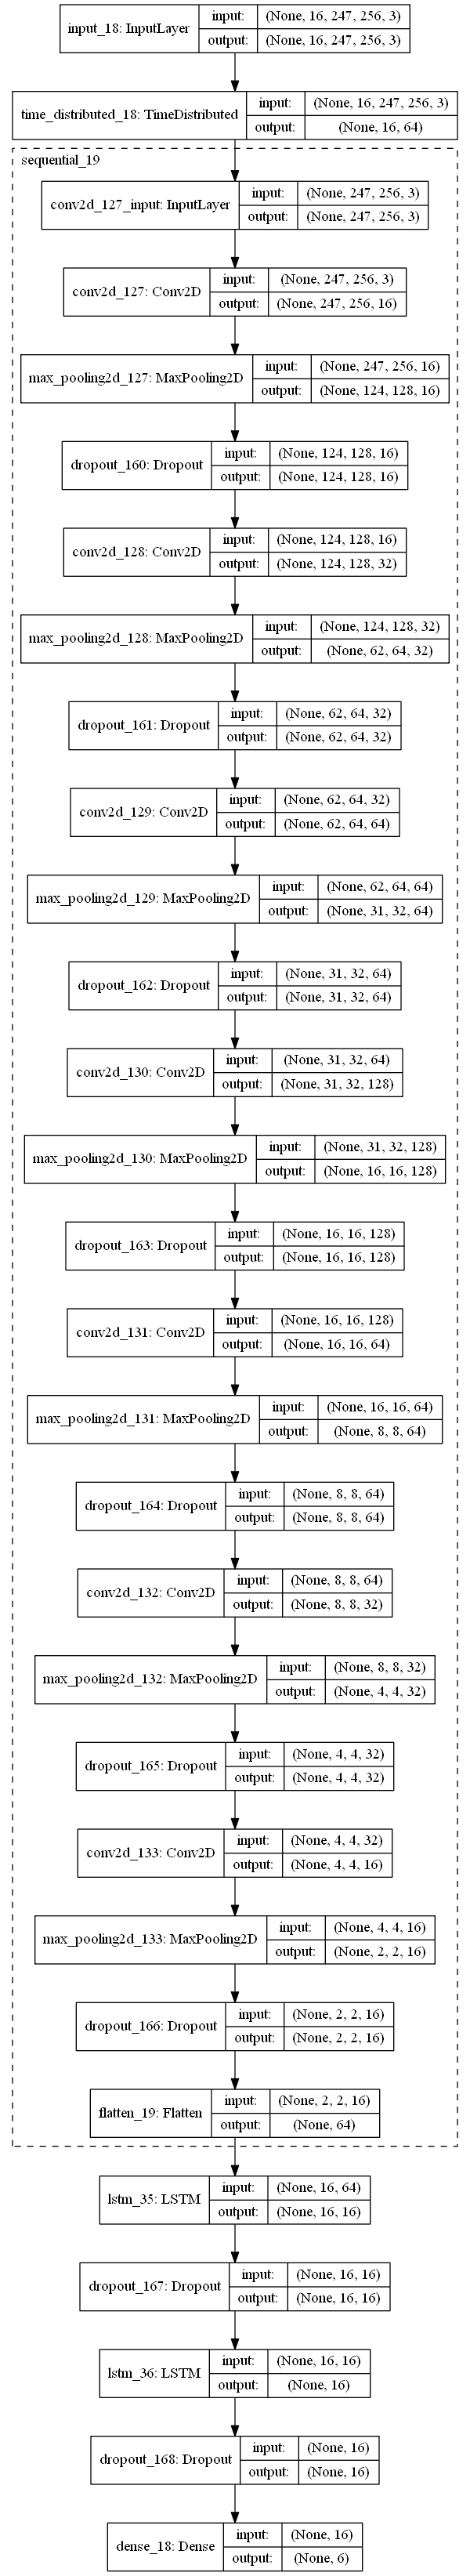 input_18: InputLayer input: (None, 16, 247, 256, 3)
output: (None, 16, 247, 256, 3)
time_distributed_18: TimeDistributed input: (None, 16, 247, 256, 3)
output: (None, 16, 64)
sequential_19
conv2d_127_input: InputLayer input: (None, 247, 256, 3)
output: (None, 247, 256, 3)
conv2d_127: Conv2D input: (None, 247, 256, 3)
output: (None, 247, 256, 16)
max_pooling2d_127: MaxPooling2D input: (None, 247, 256, 16)
output: (None, 124, 128, 16)
dropout_160: Dropout input: (None, 124, 128, 16)
output: (None, 124, 128, 16)
conv2d_128: Conv2D input: (None, 124, 128, 16)
output: (None, 124, 128, 32)
max_pooling2d_128: MaxPooling2D input: (None, 124, 128, 32)
output: (None, 62, 64, 32)
dropout_161: Dropout input: (None, 62, 64, 32)
output: (None, 62, 64, 32)
conv2d_129: Conv2D input: (None, 62, 64, 32)
output: (None, 62, 64, 64)
max_pooling2d_129: MaxPooling2D input: (None, 62, 64, 64)
output: (None, 31, 32, 64)
dropout_162: Dropout input: (None, 31, 32, 64)
output: (None, 31, 32, 64)
conv2d_130: Conv2D input: (None, 31, 32, 64)
output: (None, 31, 32, 128)
max_pooling2d_130: MaxPooling2D input: (None, 31, 32, 128)
output: (None, 16, 16, 128)
dropout_163: Dropout input: (None, 16, 16, 128)
output: (None, 16, 16, 128)
conv2d_131: Conv2D input: (None, 16, 16, 128)
output: (None, 16, 16, 64)
max_pooling2d_131: MaxPooling2D input: (None, 16, 16, 64)
output: (None, 8, 8, 64)
dropout_164: Dropout input: (None, 8, 8, 64)
output: (None, 8, 8, 64)
conv2d_132: Conv2D input: (None, 8, 8, 64)
output: (None, 8, 8, 32)
max_pooling2d_132: MaxPooling2D input: (None, 8, 8, 32)
output: (None, 4, 4, 32)
dropout_165: Dropout input: (None, 4, 4, 32)
output: (None, 4, 4, 32)
conv2d_133: Conv2D input: (None, 4, 4, 32)
output: (None, 4, 4, 16)
max_pooling2d_133: MaxPooling2D input: (None, 4, 4, 16)
output: (None, 2, 2, 16)
dropout_166: Dropout input: (None, 2, 2, 16)
output: (None, 2, 2, 16)
flatten_19: Flatten input: (None, 2, 2, 16)
output: (None, 64)
lstm_35: LSTM input: (None, 16, 64)
output: (None, 16, 16)
dropout_167: Dropout input: (None, 16, 16)
output: (None, 16, 16)
lstm_36: LSTM input: (None, 16, 16)
output: (None, 16)
dropout_168: Dropout input: (None, 16)
output: (None, 16)
dense_18: Dense input: (None, 16)
output: (None, 6)